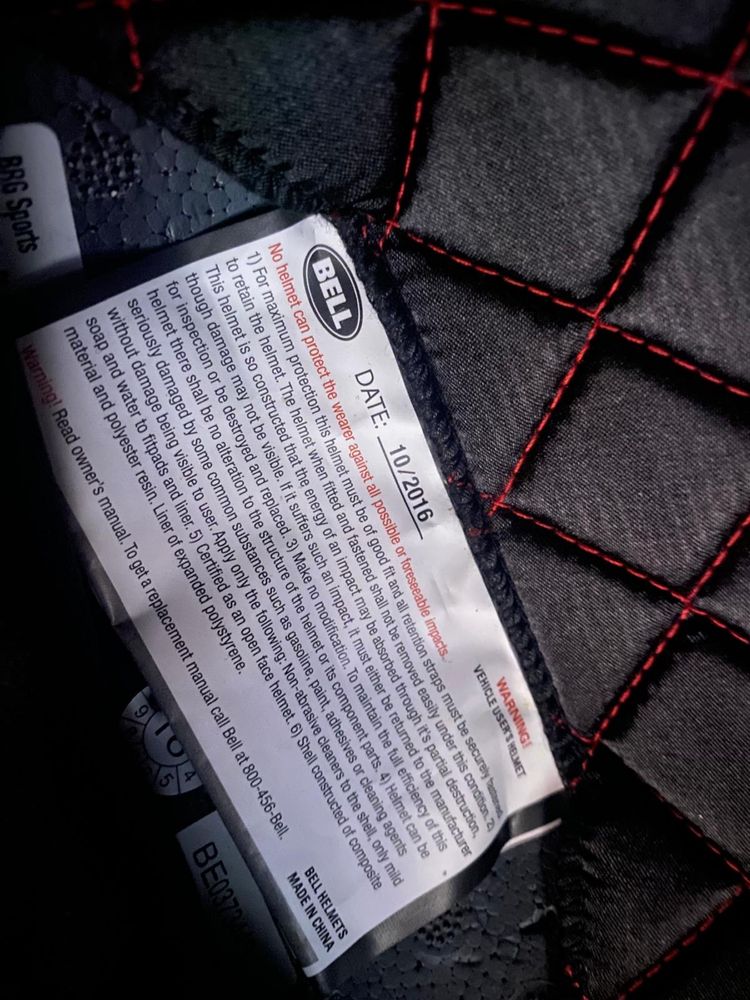 BRG Sports
BELL
DATE: 10/2016
No helmet can protect the wearer against all possible or foreseeable impacts.
WARNING!
VEHICLE USER'S HELMET
1) For maximum protection this helmet must be of good fit and all retention straps must be securely fastened 2)
to retain the helmet. The helmet when fitted and fastened shall not be removed easily under this condition.
This helmet is so constructed that the energy of an impact may be absorbed through it's partial destruction,
though damage may not be visible. If it suffers such an impact, it must either be returned to the manufacturer
for inspection or be destroyed and replaced. 3) Make no modification. To maintain the full efficiency of this
helmet there shall be no alteration to the structure of the helmet or its component parts. 4) Helmet can be
seriously damaged by some common substances such as gasoline, paint, adhesives or cleaning agents
without damage being visible to user. Apply only the following: Non-abrasive cleaners to the shell, only mild
soap and water to fitpads and liner. 5) Certified as an open face helmet. 6) Shell constructed of composite
material and polyester resin. Liner of expanded polystyrene.
Warning! Read owner's manual. To get a replacement manual call Bell at 800-456-Bell.
BELL HELMETS
MADE IN CHINA
9 16 4 5
BE037